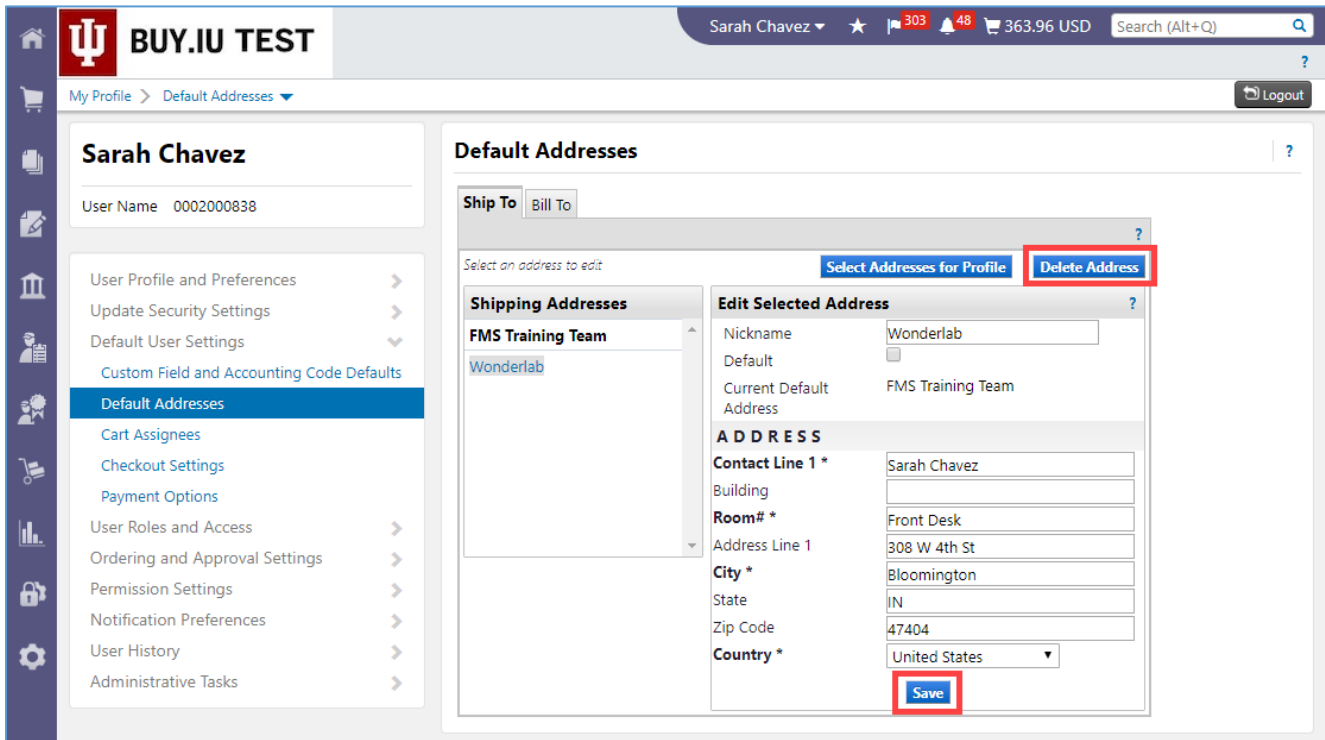 BUY.IU TEST
Sarah Chavez
303
48
363.96 USD
Search (Alt+Q)
?
My Profile
Default Addresses
Logout
Sarah Chavez
User Name 0002000838
User Profile and Preferences
Update Security Settings
Default User Settings
Custom Field and Accounting Code Defaults
Default Addresses
Cart Assignees
Checkout Settings
Payment Options
User Roles and Access
Ordering and Approval Settings
Permission Settings
Notification Preferences
User History
Administrative Tasks
Default Addresses
?
Ship To
Bill To
?
Select an address to edit
Select Addresses for Profile
Delete Address
Shipping Addresses
FMS Training Team
Wonderlab
Edit Selected Address
?
Nickname
Wonderlab
Default
Current Default
Address
FMS Training Team
ADDRESS
Contact Line 1 *
Sarah Chavez
Building
Room# *
Front Desk
Address Line 1
308 W 4th St
City *
Bloomington
State
IN
Zip Code
47404
Country *
United States
Save